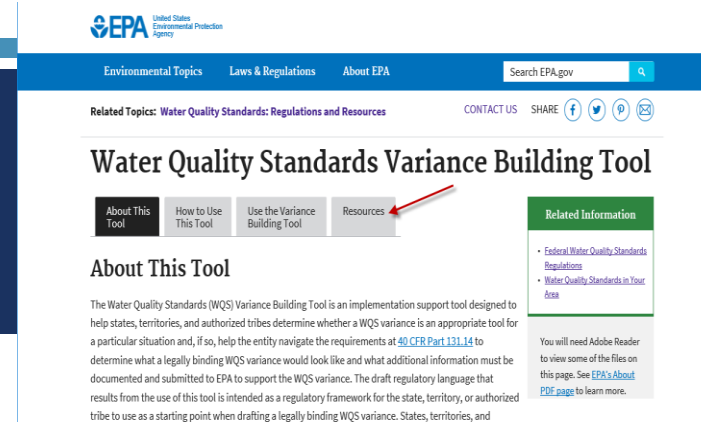 EPA
United States
Environmental Protection
Agency
Environmental Topics
Laws & Regulations
About EPA
Search EPA.gov
Related Topics: Water Quality Standards: Regulations and Resources
CONTACT US
SHARE
Water Quality Standards Variance Building Tool
About This
Tool
How to Use
This Tool
Use the Variance
Building Tool
Resources
About This Tool
The Water Quality Standards (WQS) Variance Building Tool is an implementation support tool designed to
help states, territories, and authorized tribes determine whether a WQS variance is an appropriate tool for
a particular situation and, if so, help the entity navigate the requirements at 40 CFR Part 131.14 to
determine what a legally binding WQS variance would look like and what additional information must be
documented and submitted to EPA to support the WQS variance. The draft regulatory language that
results from the use of this tool is intended as a regulatory framework for the state, territory, or authorized
tribe to use as a starting point when drafting a legally binding WQS variance. States, territories, and
Related Information
Federal Water Quality Standards
Regulations
Water Quality Standards in Your
Area
You will need Adobe Reader
to view some of the files on
this page. See EPA's About
PDF page to learn more.